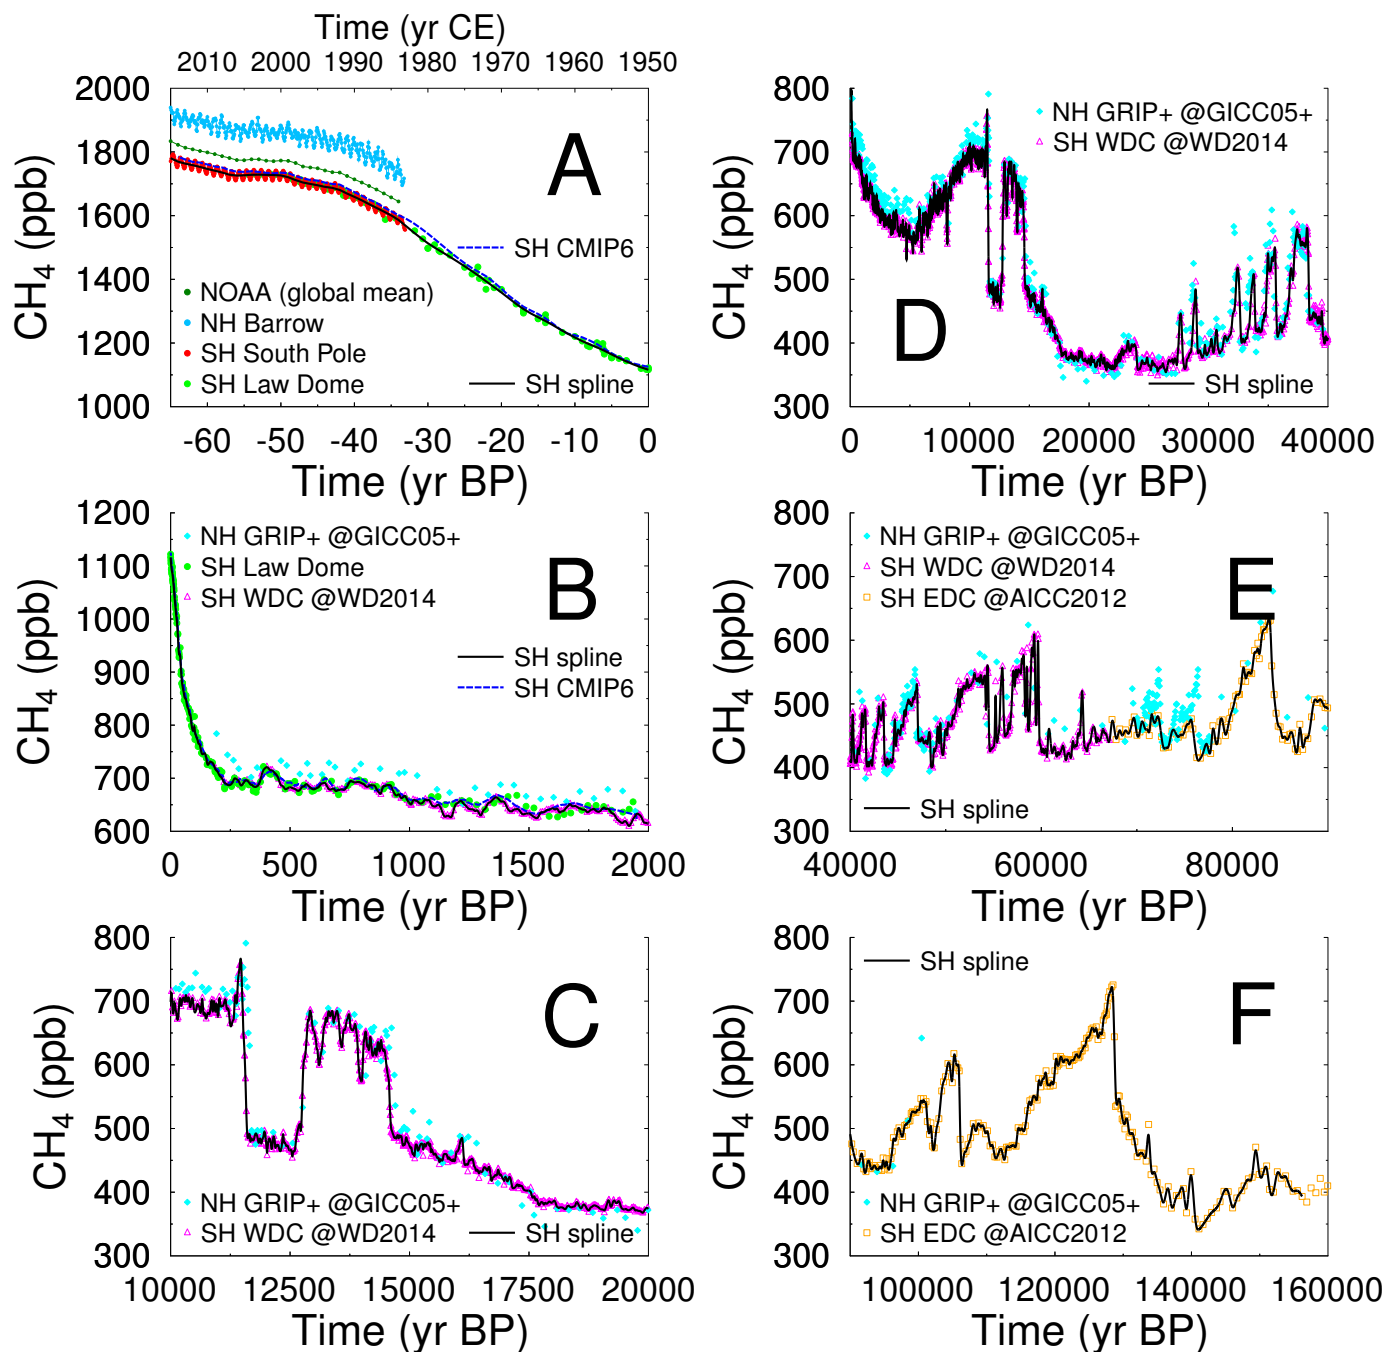 Time (yr CE)
2010 2000 1990 1980 1970 1960 1950
2000
1800
1600
1400
1200
1000
CH4 (ppb)
A
SH CMIP6
NOAA (global mean)
NH Barrow
SH South Pole
SH Law Dome
SH spline
-60 -50 -40 -30 -20 -10 0
Time (yr BP)
1200
1100
1000
900
800
700
600
CH4 (ppb)
NH GRIP+ @GICC05+
SH Law Dome
SH WDC @WD2014
B
SH spline
SH CMIP6
0 500 1000 1500 2000
Time (yr BP)
800
700
600
500
400
300
CH4 (ppb)
C
NH GRIP+ @GICC05+
SH WDC @WD2014
SH spline
10000 12500 15000 17500 20000
Time (yr BP)
800
700
600
500
400
300
CH4 (ppb)
NH GRIP+ @GICC05+
SH WDC @WD2014
D
SH spline
0 10000 20000 30000 40000
Time (yr BP)
800
700
600
500
400
300
CH4 (ppb)
NH GRIP+ @GICC05+
SH WDC @WD2014
SH EDC @AICC2012
E
SH spline
40000 60000 80000
Time (yr BP)
800
700
600
500
400
300
CH4 (ppb)
SH spline
F
NH GRIP+ @GICC05+
SH EDC @AICC2012
100000 120000 140000 160000
Time (yr BP)